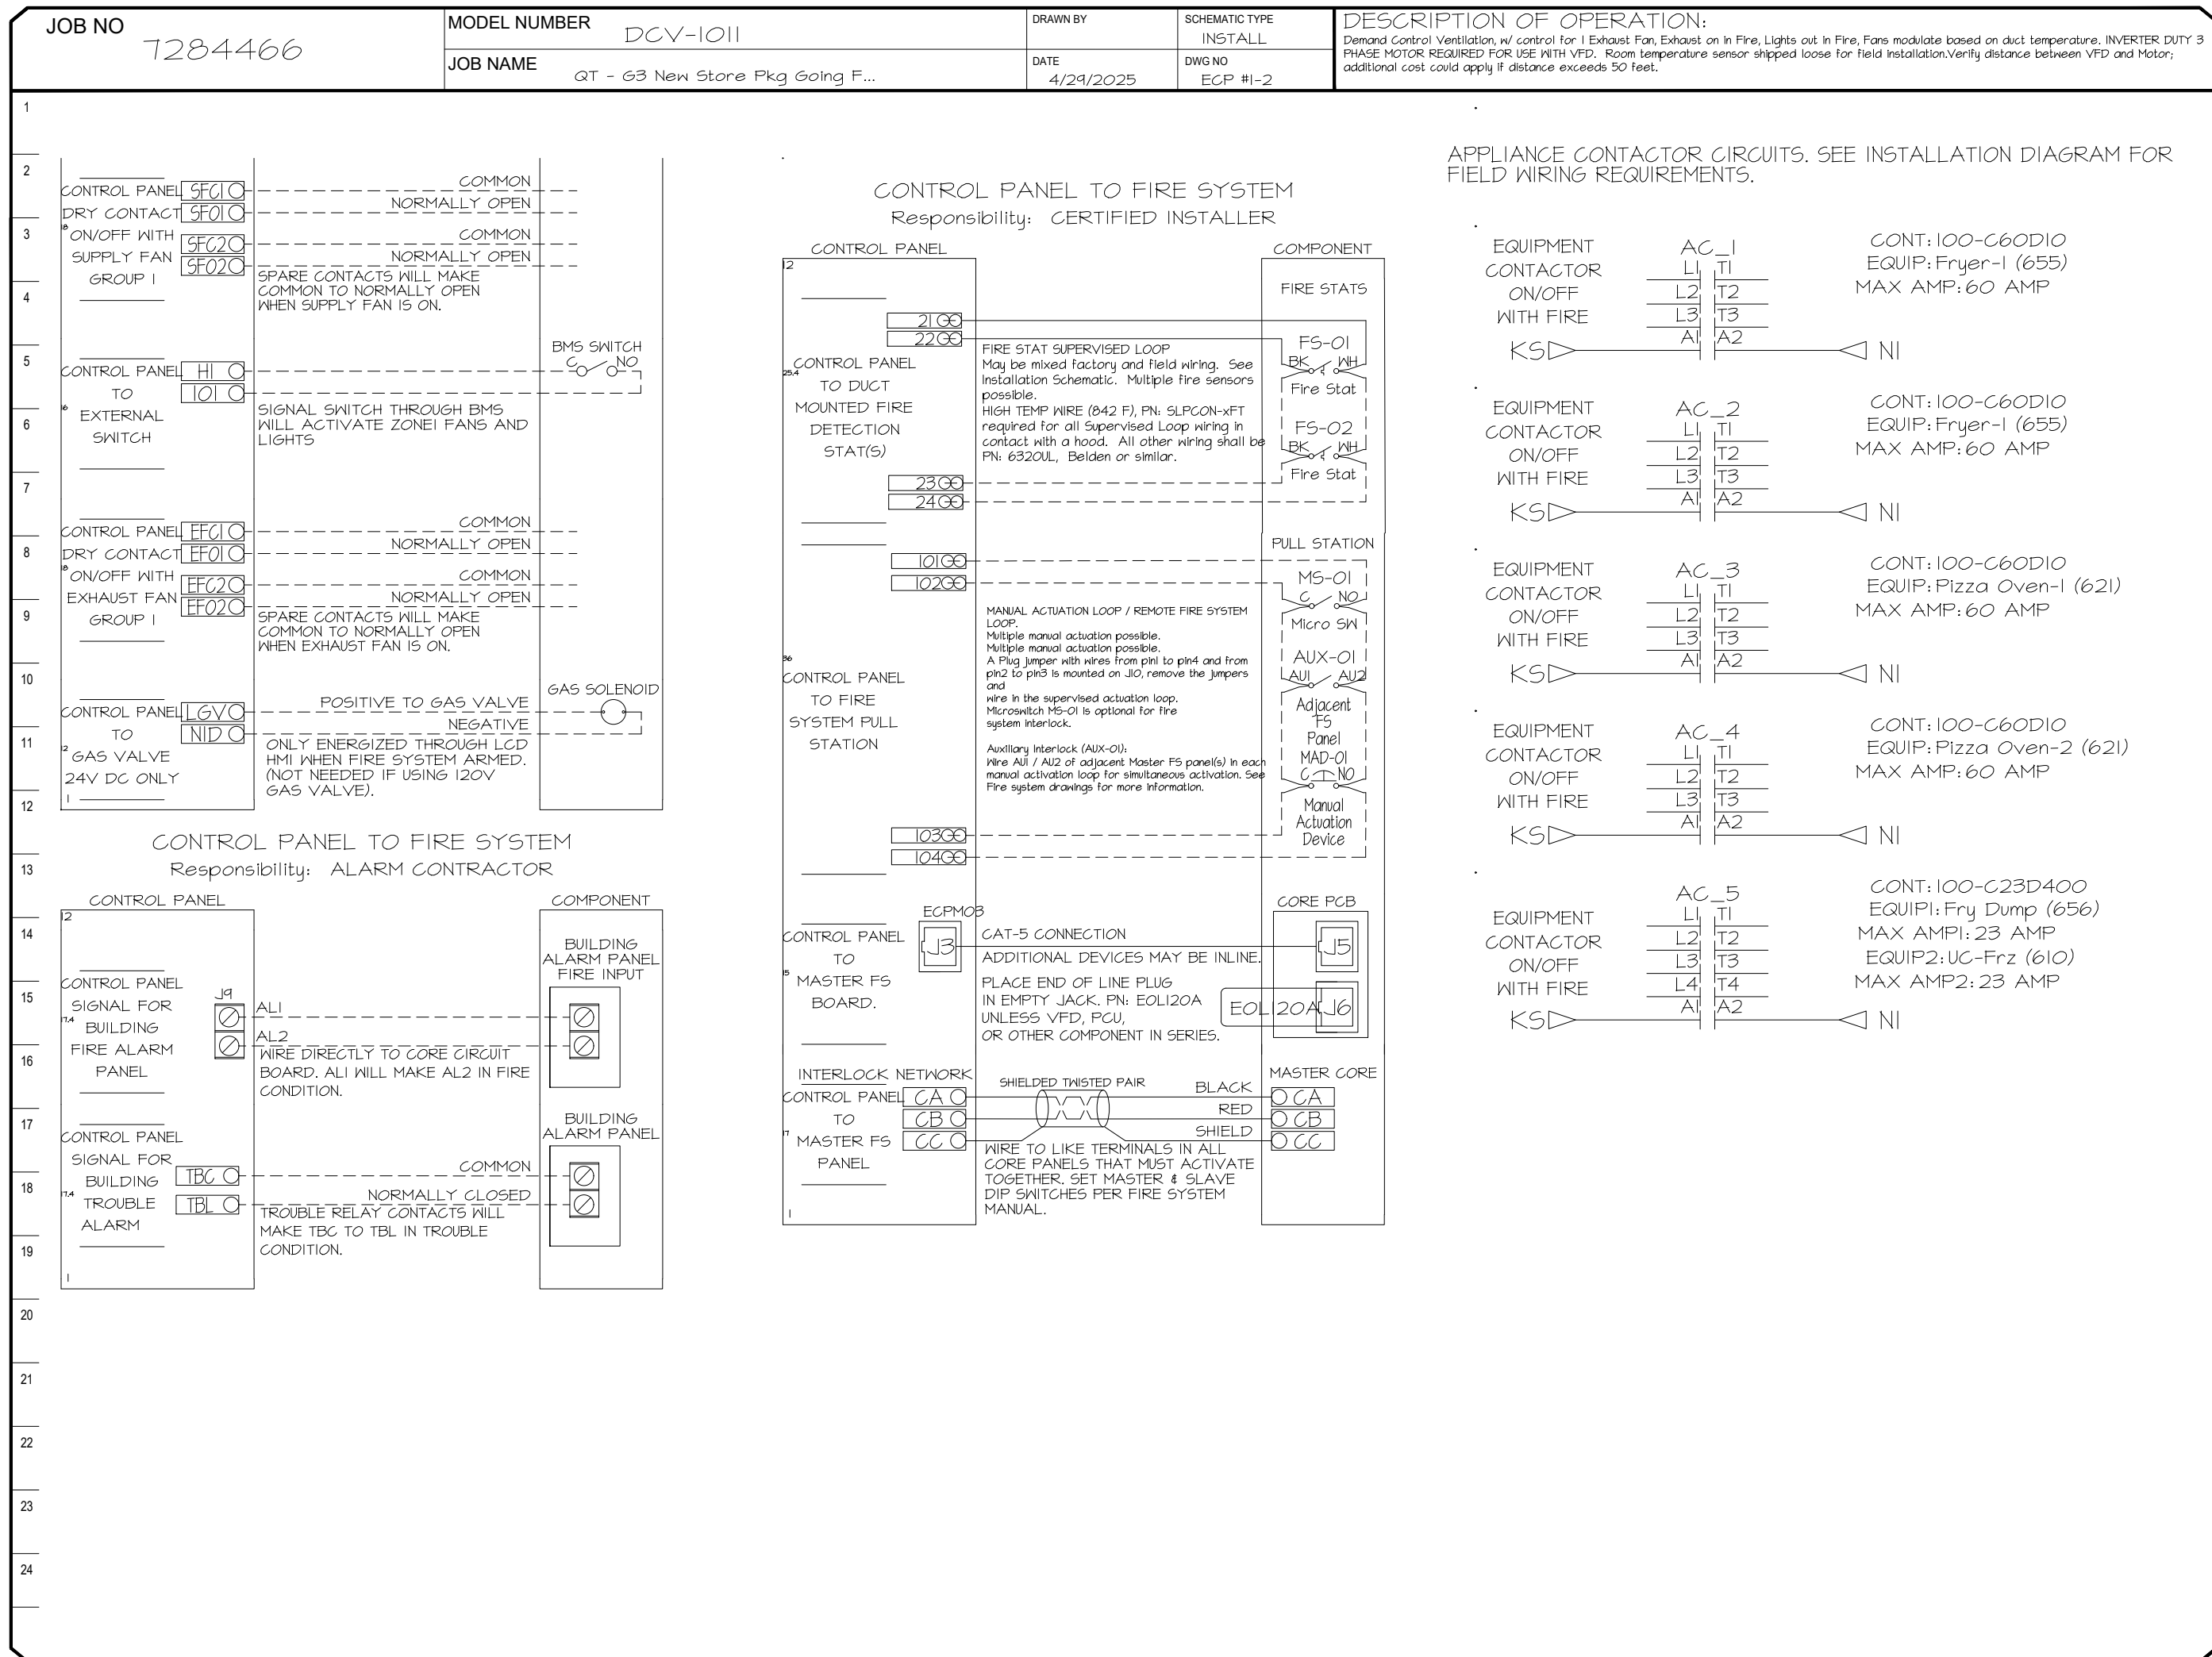 JOB NO
7284466
MODEL NUMBER
DCV-1011
JOB NAME
QT - G3 New Store Pkg Going F...
DRAWN BY
DATE
4/29/2025
SCHEMATIC TYPE
INSTALL
DWG NO
ECP #1-2
DESCRIPTION OF OPERATION:
Demand Control Ventilation, w/ control for 1 Exhaust Fan, Exhaust on in Fire, Lights out in Fire, Fans modulate based on duct temperature. INVERTER DUTY 3
PHASE MOTOR REQUIRED FOR USE WITH VFD. Room temperature sensor shipped loose for field installation.Verify distance between VFD and Motor;
additional cost could apply if distance exceeds 50 feet.
1
2
3
4
5
6
7
8
9
10
11
12
13
14
15
16
17
18
19
20
21
22
23
24
CONTROL PANEL
DRY CONTACT
18
ON/OFF WITH
SUPPLY FAN
GROUP 1
SFC1
SFO1
SFC2
SFO2
COMMON
NORMALLY OPEN
COMMON
NORMALLY OPEN
SPARE CONTACTS WILL MAKE
COMMON TO NORMALLY OPEN
WHEN SUPPLY FAN IS ON.
CONTROL PANEL
TO
16
EXTERNAL
SWITCH
H1
101
BMS SWITCH
C NO
SIGNAL SWITCH THROUGH BMS
WILL ACTIVATE ZONE1 FANS AND
LIGHTS
CONTROL PANEL
DRY CONTACT
18
ON/OFF WITH
EXHAUST FAN
GROUP 1
EFC1
EFO1
EFC2
EFO2
COMMON
NORMALLY OPEN
COMMON
NORMALLY OPEN
SPARE CONTACTS WILL MAKE
COMMON TO NORMALLY OPEN
WHEN EXHAUST FAN IS ON.
CONTROL PANEL
TO
12
GAS VALVE
24V DC ONLY
1
LGV
N1D
POSITIVE TO GAS VALVE
NEGATIVE
GAS SOLENOID
ONLY ENERGIZED THROUGH LCD
HMI WHEN FIRE SYSTEM ARMED.
(NOT NEEDED IF USING 120V
GAS VALVE).
CONTROL PANEL TO FIRE SYSTEM
Responsibility: ALARM CONTRACTOR
CONTROL PANEL
COMPONENT
12
CONTROL PANEL
SIGNAL FOR
17,4
BUILDING
FIRE ALARM
PANEL
J9
AL1
AL2
BUILDING
ALARM PANEL
FIRE INPUT
WIRE DIRECTLY TO CORE CIRCUIT
BOARD. AL1 WILL MAKE AL2 IN FIRE
CONDITION.
CONTROL PANEL
SIGNAL FOR
BUILDING
17,4
TROUBLE
ALARM
1
TBC
TBL
COMMON
NORMALLY CLOSED
BUILDING
ALARM PANEL
TROUBLE RELAY CONTACTS WILL
MAKE TBC TO TBL IN TROUBLE
CONDITION.
CONTROL PANEL TO FIRE SYSTEM
Responsibility: CERTIFIED INSTALLER
CONTROL PANEL
COMPONENT
12
FIRE STATS
21
22
CONTROL PANEL
25,4
TO DUCT
MOUNTED FIRE
DETECTION
STAT(S)
FIRE STAT SUPERVISED LOOP
May be mixed factory and field wiring. See
Installation Schematic. Multiple fire sensors
possible.
HIGH TEMP WIRE (842 F), PN: SLPCON-xFT
required for all Supervised Loop wiring in
contact with a hood. All other wiring shall be
PN: 6320UL, Belden or similar.
FS-01
BK WH
Fire Stat
FS-02
BK WH
Fire Stat
23
24
PULL STATION
101
102
MS-01
C NO
Micro SW
MANUAL ACTUATION LOOP / REMOTE FIRE SYSTEM
LOOP.
Multiple manual actuation possible.
Multiple manual actuation possible.
A Plug jumper with wires from pin1 to pin4 and from
pin2 to pin3 is mounted on J10, remove the jumpers
and
wire in the supervised actuation loop.
Microswitch MS-01 is optional for fire
system interlock.
Auxiliary Interlock (AUX-01):
Wire AU1 / AU2 of adjacent Master FS panel(s) in each
manual activation loop for simultaneous activation. See
Fire system drawings for more information.
36
CONTROL PANEL
TO FIRE
SYSTEM PULL
STATION
AUX-01
AU1 AU2
Adjacent
FS
Panel
MAD-01
C NO
Manual
Actuation
Device
103
104
ECPM03
J3
CONTROL PANEL
TO
15
MASTER FS
BOARD.
CAT-5 CONNECTION
ADDITIONAL DEVICES MAY BE INLINE.
PLACE END OF LINE PLUG
IN EMPTY JACK. PN: EOL120A
UNLESS VFD, PCU,
OR OTHER COMPONENT IN SERIES.
CORE PCB
J5
EOL120A
J6
INTERLOCK NETWORK
CONTROL PANEL
TO
17
MASTER FS
PANEL
1
CA
CB
CC
SHIELDED TWISTED PAIR
BLACK
RED
SHIELD
MASTER CORE
CA
CB
CC
WIRE TO LIKE TERMINALS IN ALL
CORE PANELS THAT MUST ACTIVATE
TOGETHER. SET MASTER & SLAVE
DIP SWITCHES PER FIRE SYSTEM
MANUAL.
APPLIANCE CONTACTOR CIRCUITS. SEE INSTALLATION DIAGRAM FOR
FIELD WIRING REQUIREMENTS.
EQUIPMENT
CONTACTOR
ON/OFF
WITH FIRE
AC_1
L1 T1
L2 T2
L3 T3
A1 A2
KS
N1
CONT:100-C60D10
EQUIP:Fryer-1 (655)
MAX AMP:60 AMP
EQUIPMENT
CONTACTOR
ON/OFF
WITH FIRE
AC_2
L1 T1
L2 T2
L3 T3
A1 A2
KS
N1
CONT:100-C60D10
EQUIP:Fryer-1 (655)
MAX AMP:60 AMP
EQUIPMENT
CONTACTOR
ON/OFF
WITH FIRE
AC_3
L1 T1
L2 T2
L3 T3
A1 A2
KS
N1
CONT:100-C60D10
EQUIP:Pizza Oven-1 (621)
MAX AMP:60 AMP
EQUIPMENT
CONTACTOR
ON/OFF
WITH FIRE
AC_4
L1 T1
L2 T2
L3 T3
A1 A2
KS
N1
CONT:100-C60D10
EQUIP:Pizza Oven-2 (621)
MAX AMP:60 AMP
EQUIPMENT
CONTACTOR
ON/OFF
WITH FIRE
AC_5
L1 T1
L2 T2
L3 T3
L4 T4
A1 A2
KS
N1
CONT:100-C23D400
EQUIP1:Fry Dump (656)
MAX AMP1:23 AMP
EQUIP2:UC-Frz (610)
MAX AMP2:23 AMP